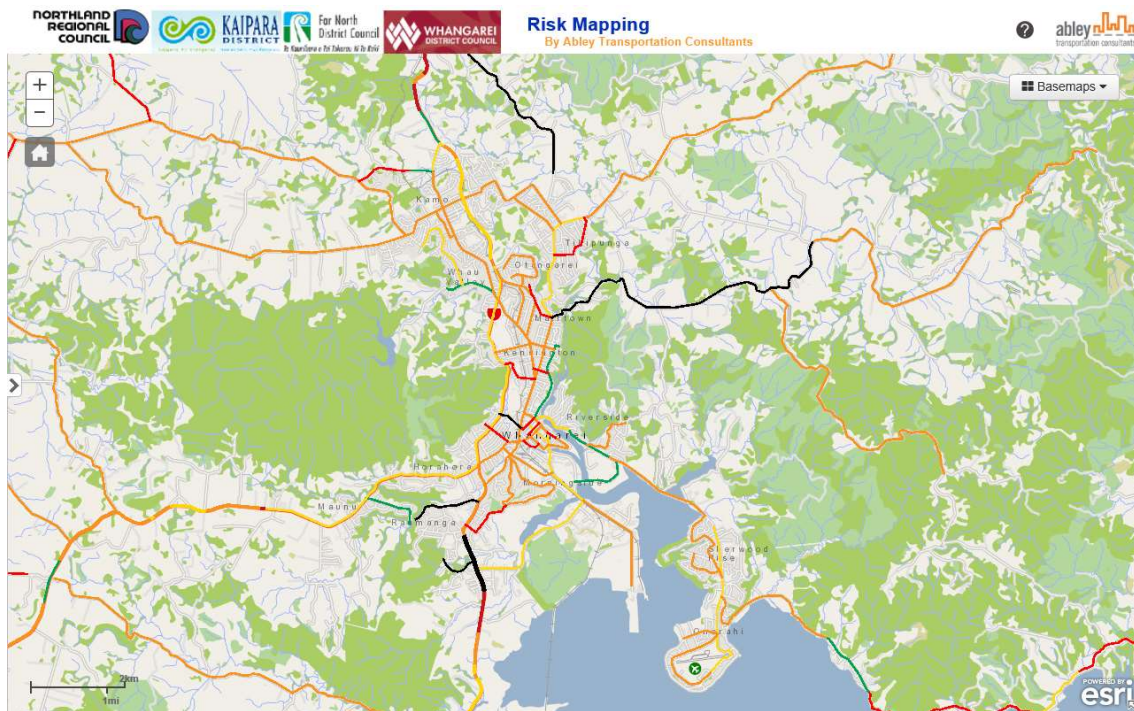 NORTHLAND
REGIONAL
COUNCIL
KAIPARA
DISTRICT
Far North
District Council
WHANGAREI
DISTRICT COUNCIL
Risk Mapping
By Abley Transportation Consultants
?
abley
transportation consultants
+
−
Basemaps
Kamo
Tikipunga
Otangarei
Whau
Valley
Mairtown
Kensington
Riverside
Whangarei
Horahora
Morningside
Maunu
Raumanga
Sherwood
Rise
Onerahi
2km
1mi
POWERED BY
esri